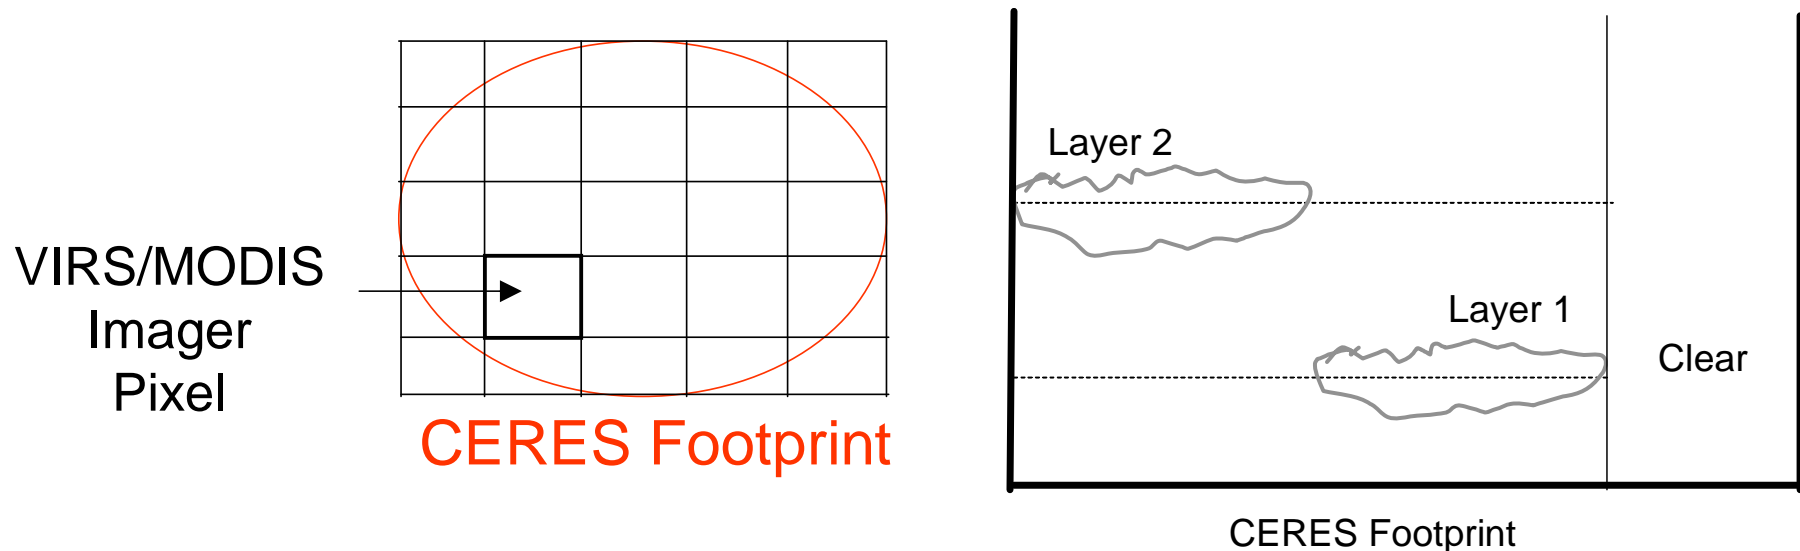 VIRS/MODIS
Imager
Pixel
CERES Footprint
Layer 2
Layer 1
Clear
CERES Footprint